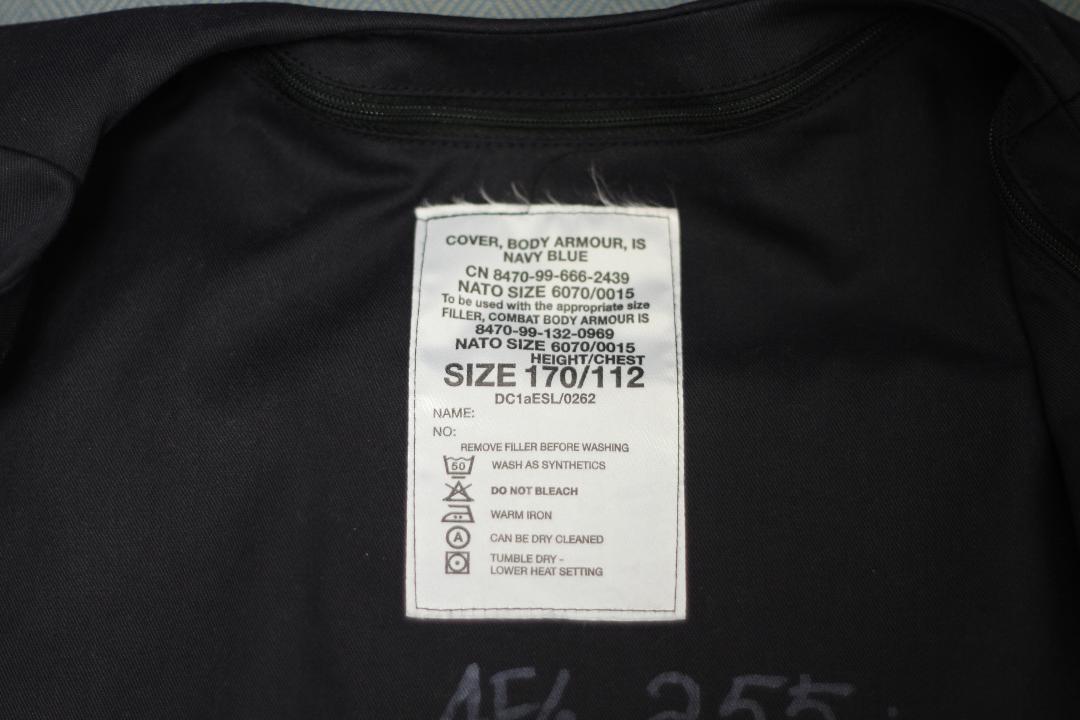 COVER, BODY ARMOUR, IS
NAVY BLUE
CN 8470-99-666-2439
NATO SIZE 6070/0015
To be used with the appropriate size
FILLER, COMBAT BODY ARMOUR IS
8470-99-132-0969
NATO SIZE 6070/0015
HEIGHT/CHEST
SIZE 170/112
DC1aESL/0262
NAME:
NO:
REMOVE FILLER BEFORE WASHING
50 WASH AS SYNTHETICS
DO NOT BLEACH
WARM IRON
A CAN BE DRY CLEANED
TUMBLE DRY -
LOWER HEAT SETTING
255